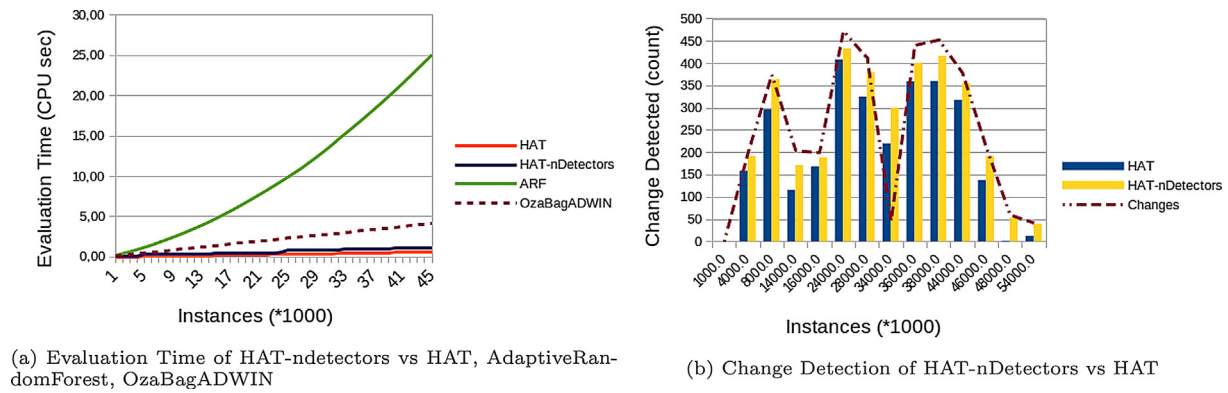 30,00
25,00
20,00
15,00
10,00
5,00
0,00
Evaluation Time (CPU sec)
1 5 9 13 17 21 25 29 33 37 41 45
Instances (*1000)
HAT
HAT-nDetectors
ARF
OzaBagADWIN
(a) Evaluation Time of HAT-ndetectors vs HAT, AdaptiveRan-
domForest, OzaBagADWIN
500
450
400
350
300
250
200
150
100
50
0
Change Detected (count)
1000.0 4000.0 8000.0 14000.0 16000.0 24000.0 28000.0 34000.0 36000.0 38000.0 44000.0 46000.0 48000.0 54000.0
Instances (*1000)
HAT
HAT-nDetectors
Changes
(b) Change Detection of HAT-nDetectors vs HAT